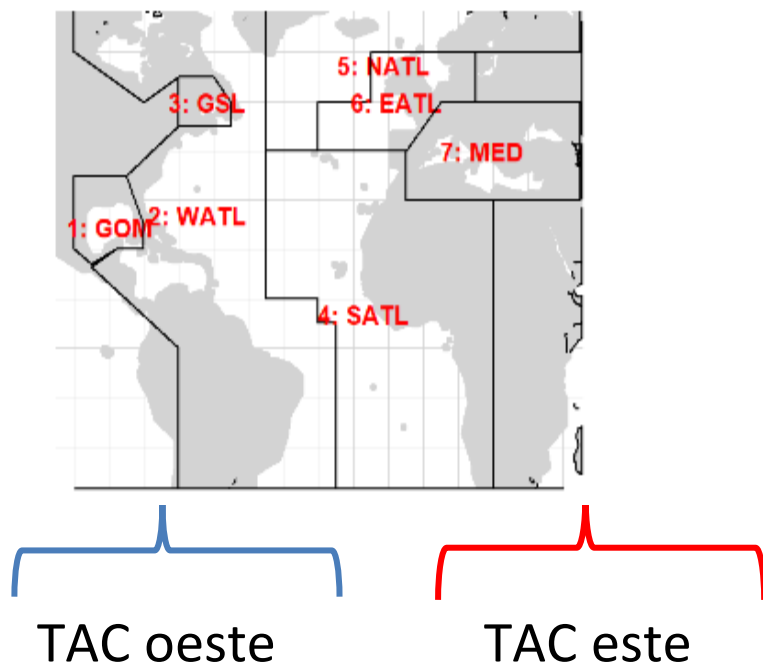 5: NATL
3: GSL
6: EATL
7: MED
1: GOM
2: WATL
4: SATL
TAC oeste
TAC este